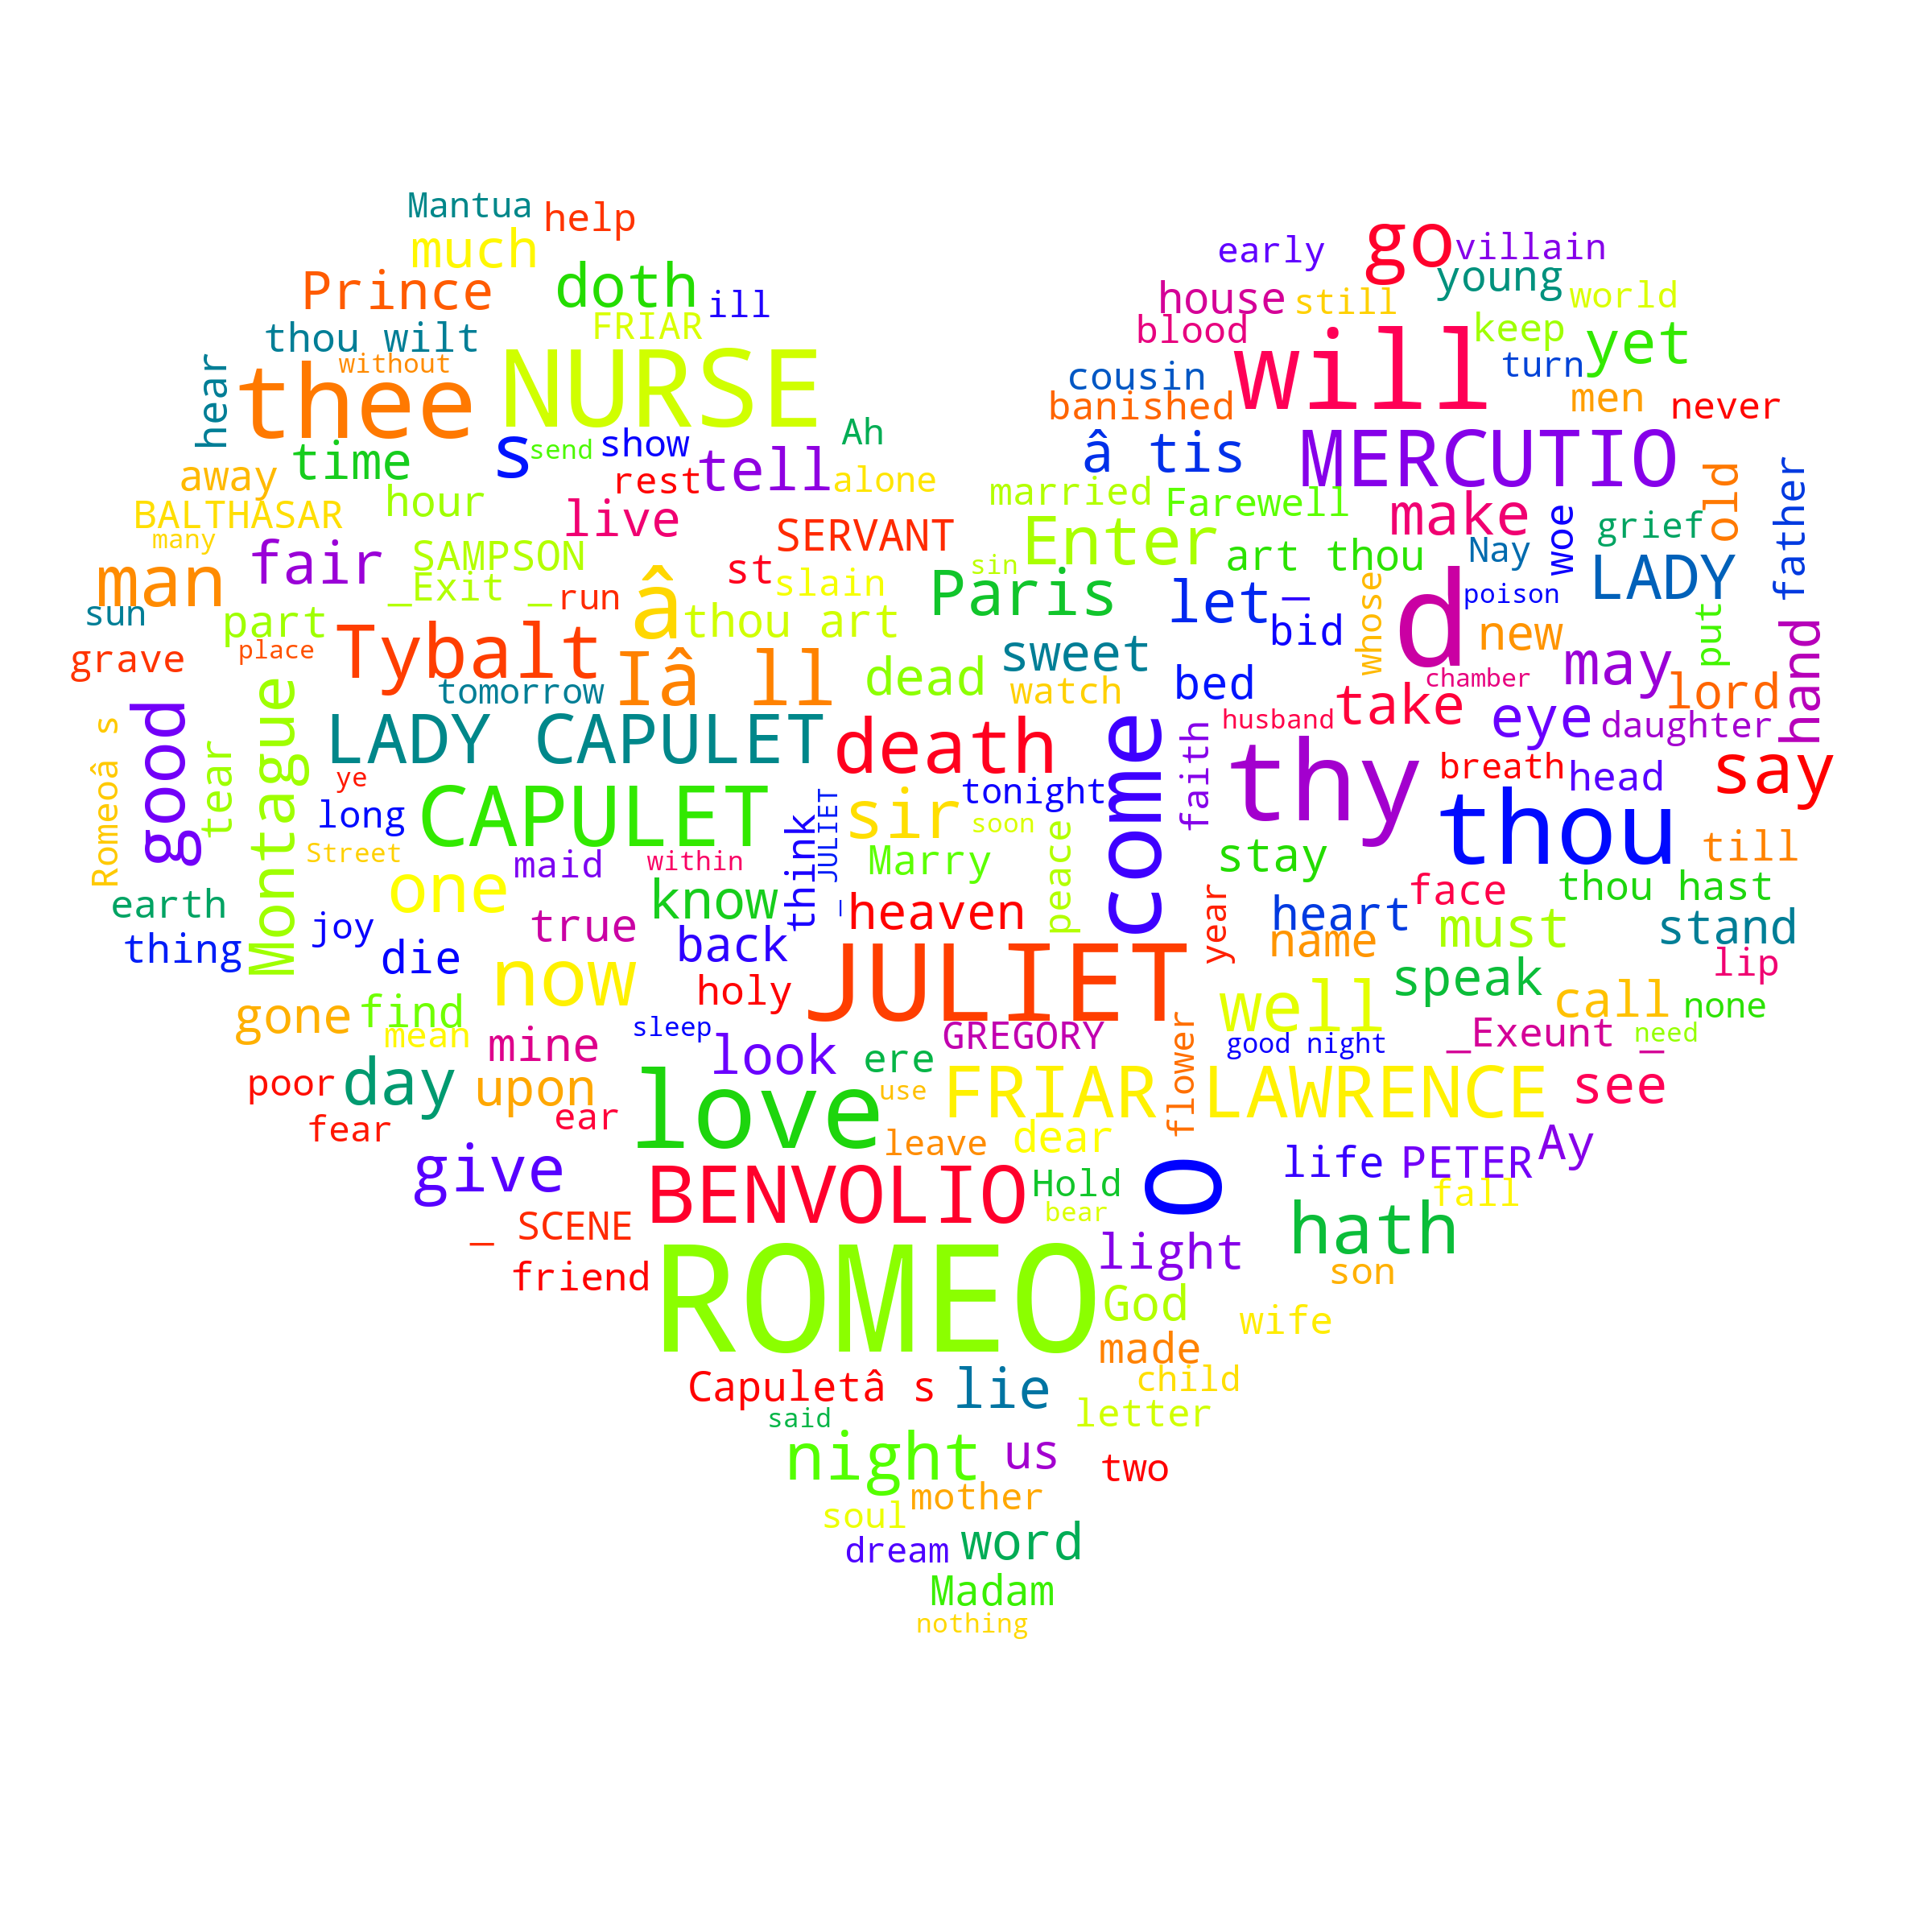 Mantua
help
much
go
villain
early
Prince
doth
ill
young
house
still
world
FRIAR
blood
keep
thou wilt
yet
without
NURSE
will
turn
hear
thee
cousin
men
banished
never
Ah
s
send
show
â tis
MERCUTIO
time
rest
tell
alone
old
father
away
hour
married
Farewell
make
BALTHASAR
live
SERVANT
Enter
woe
grief
many
fair
SAMPSON
st
sin
art thou
Nay
LADY
man
_Exit _
run
â
slain
Paris
let
_
whose
d
poison
sun
part
Tybalt
thou art
bid
new
put
hand
grave
place
sweet
may
tomorrow
Iâ ll
dead
watch
bed
chamber
lord
good
Romeoâ s
tear
Montague
LADY CAPULET
death
come
faith
husband
take
eye
daughter
ye
tonight
thy
breath
head
say
long
CAPULET
think
_ JULIET
sir
soon
peace
thou
Street
maid
within
Marry
stay
till
one
know
face
thou hast
earth
joy
true
heaven
year
heart
must
stand
thing
die
back
name
lip
now
holy
JULIET
well
speak
call
none
gone
find
mean
mine
sleep
look
ere
GREGORY
flower
good night
_Exeunt _
need
poor
day
upon
ear
love
use
FRIAR LAWRENCE
see
fear
leave
dear
give
BENVOLIO
Hold
O
life
PETER
Ay
bear
fall
_ SCENE
hath
friend
ROMEO
light
son
God
wife
made
Capuletâ s
lie
child
said
letter
night
us
two
mother
soul
dream
word
Madam
nothing